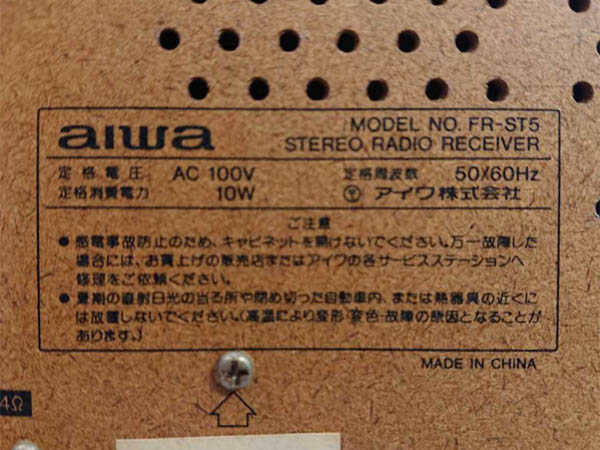 aiwa
MODEL NO. FR-ST5
STEREO RADIO RECEIVER
定格電圧 AC 100V 定格周波数 50/60Hz
定格消費電力 10W 〒 アイワ株式会社
ご注意
● 感電事故防止のため、キャビネットを開けないでください。万一故障した
場合には、お買上げの販売店またはアイワの各サービスステーションへ
修理をご依頼ください。
● 夏期の直射日光の当る所や閉め切った自動車内、または熱器具の近くに
は放置しないでください。(高温により変形・変色・故障の原因となることが
あります。)
MADE IN CHINA
4Ω